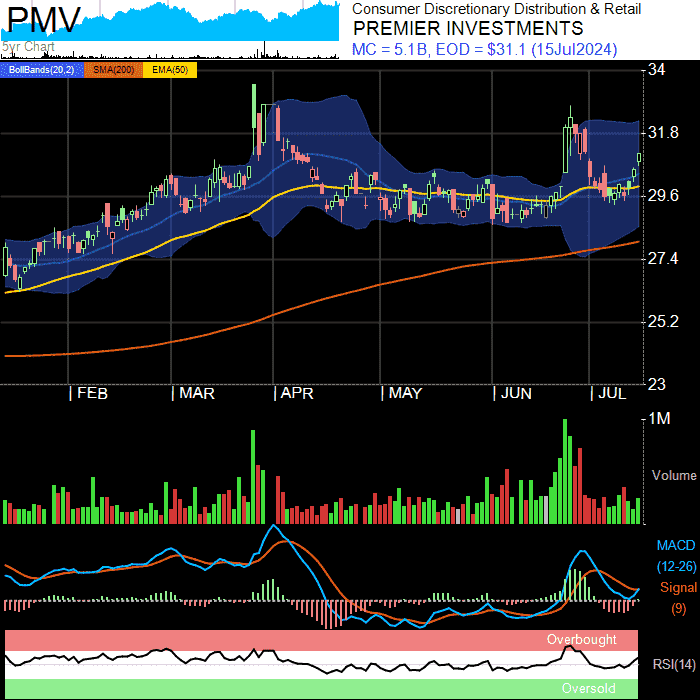 PMV
5yr Chart
Consumer Discretionary Distribution & Retail
PREMIER INVESTMENTS
MC = 5.1B, EOD = $31.1 (15Jul2024)
BollBands(20,2) SMA(200) EMA(50)
34
31.8
29.6
27.4
25.2
23
| FEB | MAR | APR | MAY | JUN | JUL
1M
Volume
MACD
(12-26)
Signal
(9)
Overbought
RSI(14)
Oversold